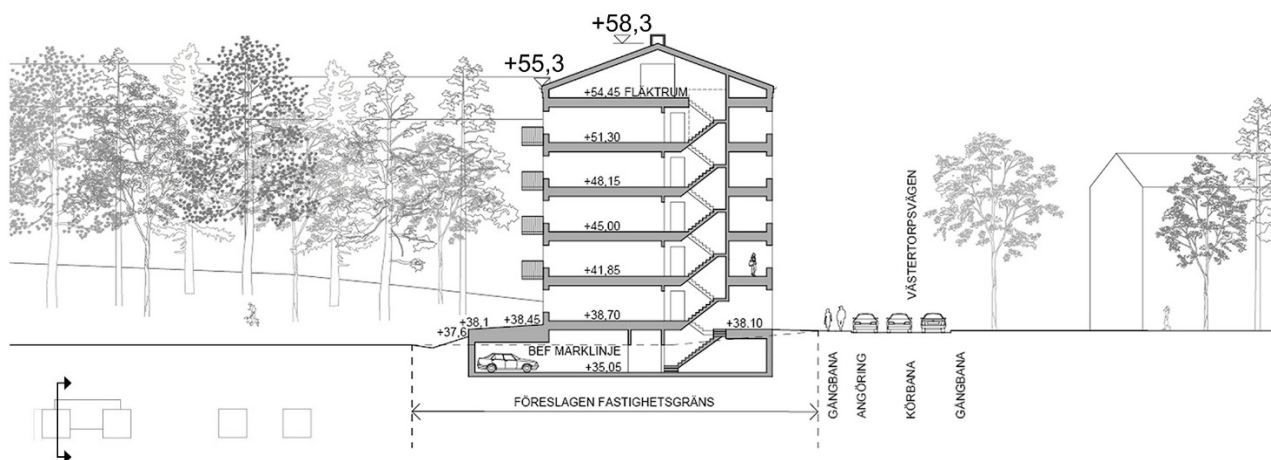 +58,3
+55,3
+54,45 FLÄKTRUM
+51,30
+48,15
+45,00
+41,85
+38,70
+38,45
+38,1
+37,6
+38,10
BEF MARKLINJE
+35,05
FÖRESLAGEN FASTIGHETSGRÄNS
VÄSTERTORPSVÄGEN
GÅNGBANA
ANGÖRING
KÖRBANA
GÅNGBANA